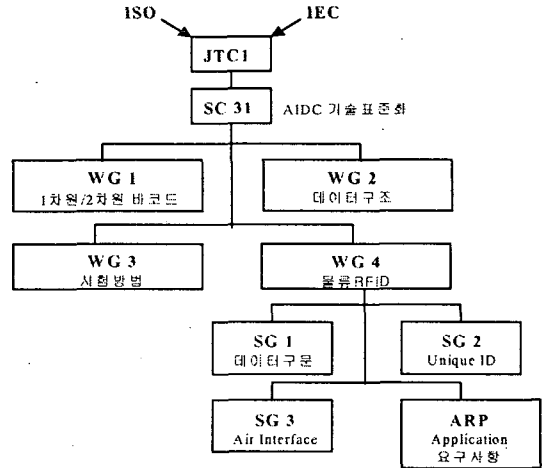 ISO IEC
JTC1
SC 31 AIDC 기술표준화
WG 1 WG 2
1차원/2차원 바코드 데이터구조
WG 3 WG 4
시험방법 물류RFID
SG 1 SG 2
데이터구문 Unique ID
SG 3 ARP
Air Interface Application
요구사항